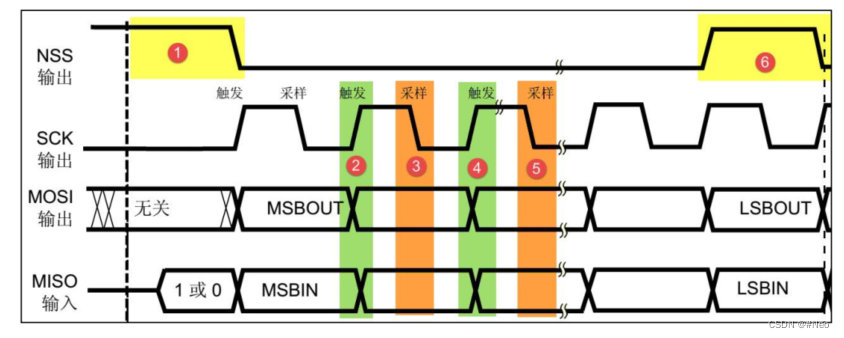 NSS
输出
1
6
触发 采样 触发 采样 触发 采样
SCK
输出
2
3
4
5
MOSI
输出
无关
MSBOUT
LSBOUT
MISO
输入
1 或 0
MSBIN
LSBIN
CSDN @#Neo